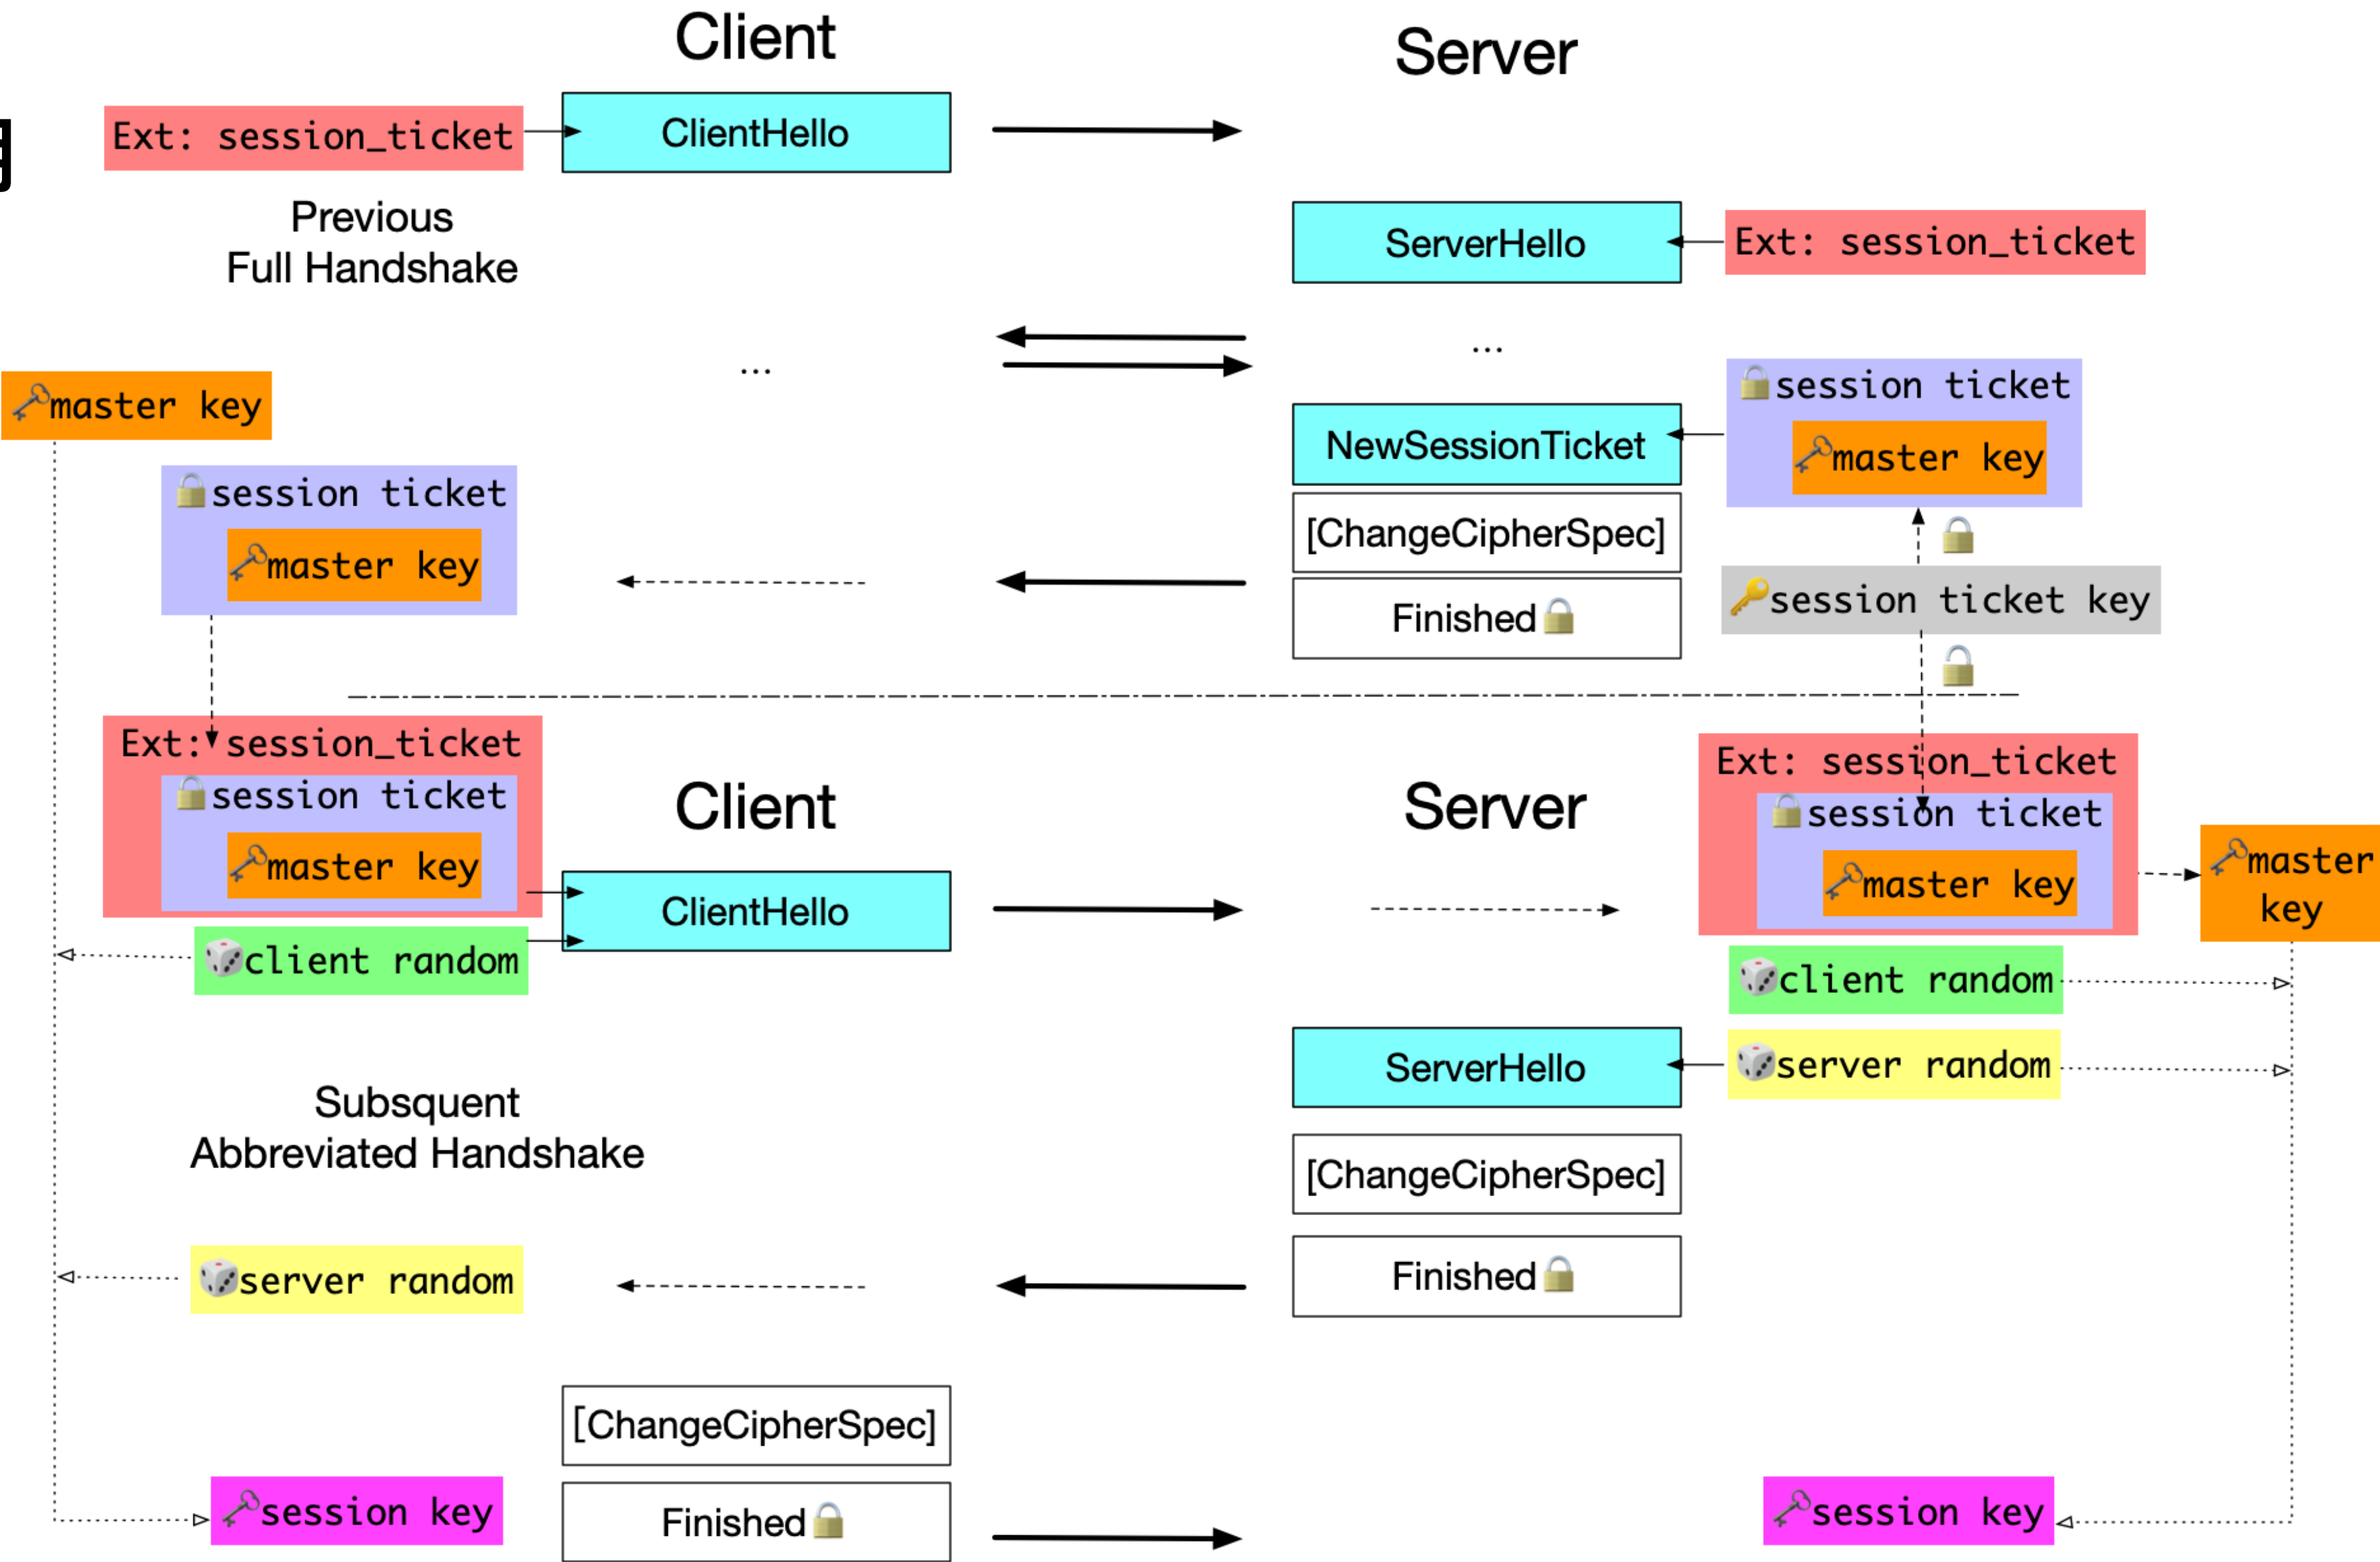 Client
Server
Ext: session_ticket
ClientHello
Previous
Full Handshake
ServerHello
Ext: session_ticket
...
...
master key
session ticket
master key
NewSessionTicket
session ticket
master key
[ChangeCipherSpec]
session ticket key
Finished
Ext: session_ticket
session ticket
master key
Client
Server
Ext: session_ticket
session ticket
master key
master
key
ClientHello
client random
client random
ServerHello
server random
Subsquent
Abbreviated Handshake
[ChangeCipherSpec]
server random
Finished
[ChangeCipherSpec]
session key
Finished
session key